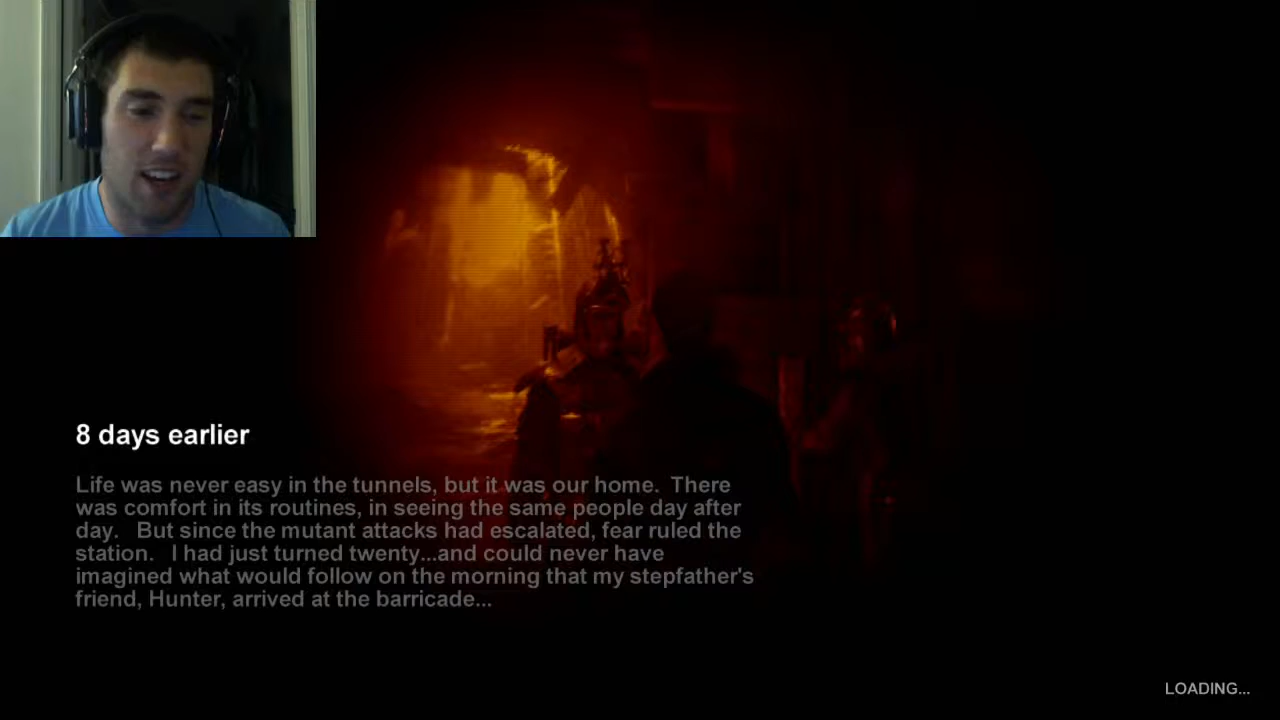 8 days earlier
Life was never easy in the tunnels, but it was our home.  There
was comfort in its routines, in seeing the same people day after
day.   But since the mutant attacks had escalated, fear ruled the
station.   I had just turned twenty...and could never have
imagined what would follow on the morning that my stepfather's
friend, Hunter, arrived at the barricade...
LOADING...